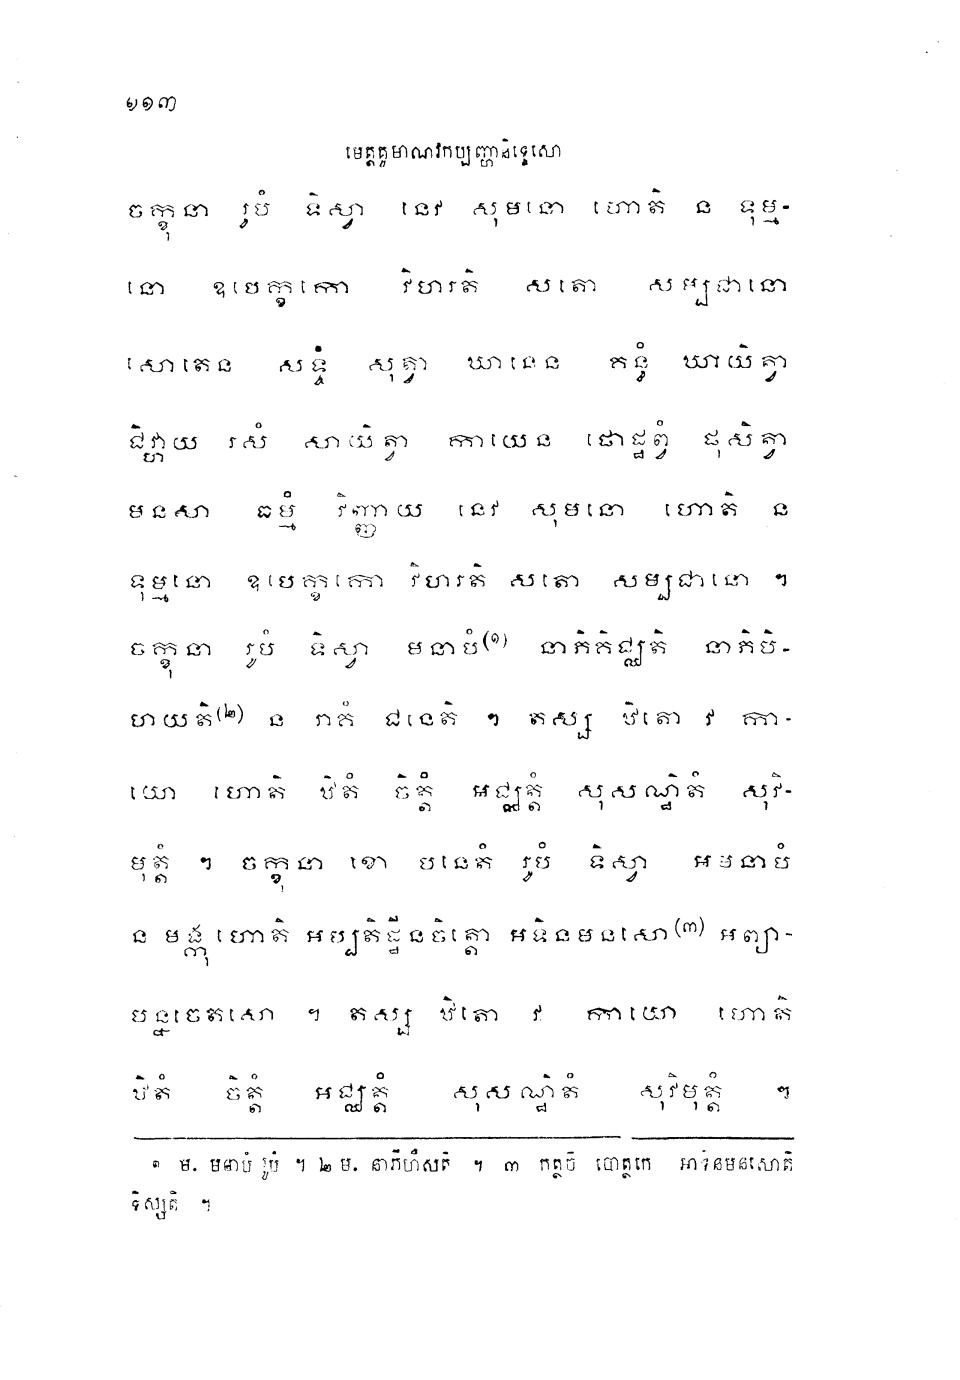 ២១៣
មេត្តគូមាណវកប្បញ្ហានិទ្ទេសោ
ចក្ខុនា រូបំ ទិស្វា នេវ សុមនោ ហោតិ ន ទុម្ម-
នោ ឧបេក្ខកោ វិហរតិ សតោ សម្បជានោ
សោតេន សទ្ទំ សុត្វា ឃានេន គន្ធំ ឃាយិត្វា
ជិវ្ហាយ រសំ សាយិត្វា កាយេន ផោដ្ឋព្វំ ផុសិត្វា
មនសា ធម្មំ វិញ្ញាយ នេវ សុមនោ ហោតិ ន
ទុម្មនោ ឧបេក្ខកោ វិហរតិ សតោ សម្បជានោ ។
ចក្ខុនា រូបំ ទិស្វា មនាបំ(១) នាភិគិជ្ឈតិ នាភិបិ-
ហយតិ(២) ន រាគំ ជនេតិ ។ តស្ស ឋិតោ វ កា-
យោ ហោតិ ឋិតំ ចិត្តំ អជ្ឈត្តំ សុសណ្ឋិតំ សុវិ-
មុត្តំ ។ ចក្ខុនា ខោ បនេតំ រូបំ ទិស្វា អមនាបំ
ន មង្កុ ហោតិ អប្បតិដ្ឋីនចិត្តោ អទិនមនសោ(៣) អព្យា-
បន្នចេតសោ ។ តស្ស ឋិតោ វ កាយោ ហោតិ
ឋិតំ ចិត្តំ អជ្ឈត្តំ សុសណ្ឋិតំ សុវិមុត្តំ ។
១ ម. មនាបំ រូបំ ។ ២ ម. នាភិហឹសតិ ។ ៣ កត្ថចិ បោត្ថកេ អាទិនមនសោតិ
ទិស្សតិ ។